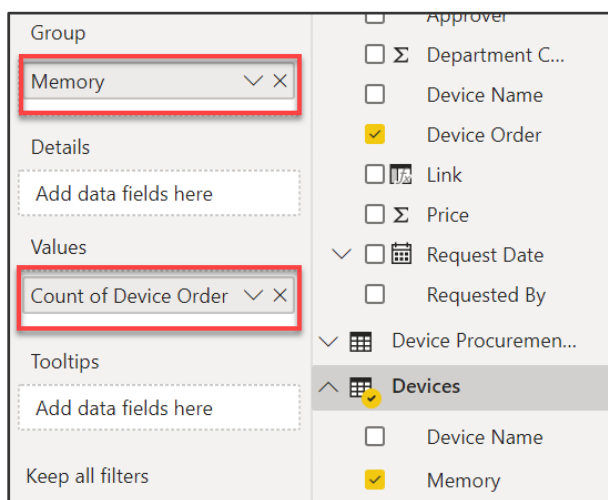 Group
Memory
Details
Add data fields here
Values
Count of Device Order
Tooltips
Add data fields here
Keep all filters
Approver
Department C...
Device Name
Device Order
Link
Price
Request Date
Requested By
Device Procuremen...
Devices
Device Name
Memory